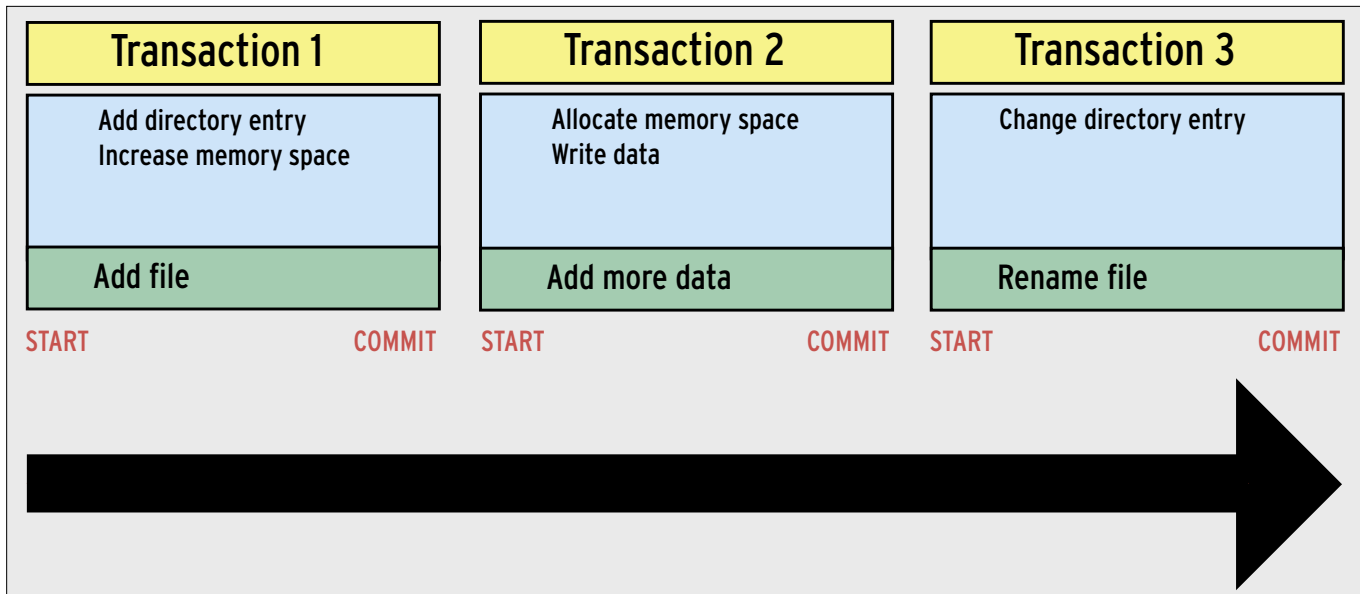 Transaction 1
Add directory entry
Increase memory space
Add file
START
COMMIT
Transaction 2
Allocate memory space
Write data
Add more data
START
COMMIT
Transaction 3
Change directory entry
Rename file
START
COMMIT